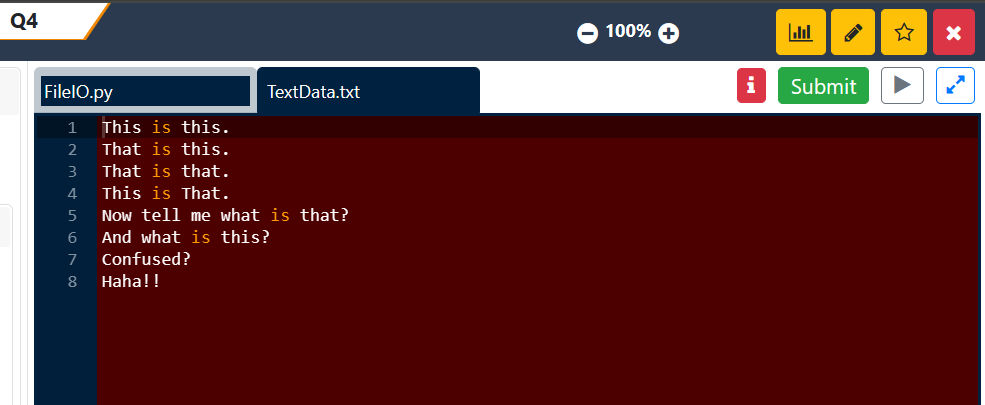 Q4
100%
FileIO.py
TextData.txt
Submit
1 This is this.
2 That is this.
3 That is that.
4 This is That.
5 Now tell me what is that?
6 And what is this?
7 Confused?
8 Haha!!